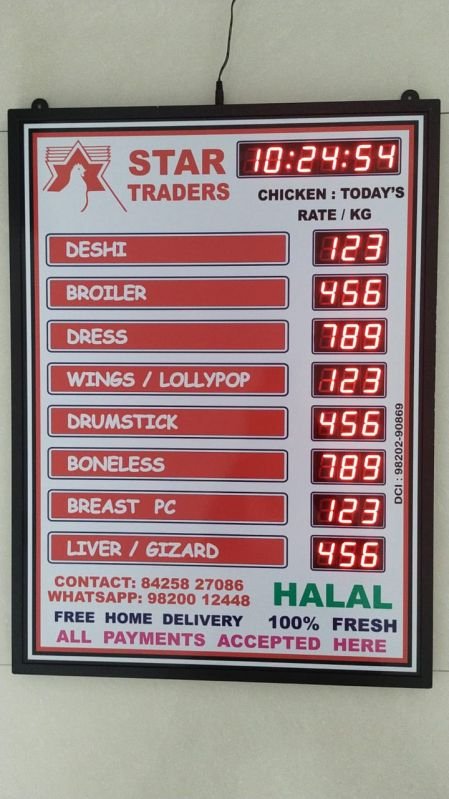 STAR
TRADERS
10:24:54
CHICKEN : TODAY'S
RATE / KG
DESHI 123
BROILER 456
DRESS 789
WINGS / LOLLYPOP 123
DRUMSTICK 456
BONELESS 789
BREAST PC 123
LIVER / GIZARD 456
DCI : 98202-90869
CONTACT: 84258 27086
WHATSAPP: 98200 12448
HALAL
FREE HOME DELIVERY 100% FRESH
ALL PAYMENTS ACCEPTED HERE